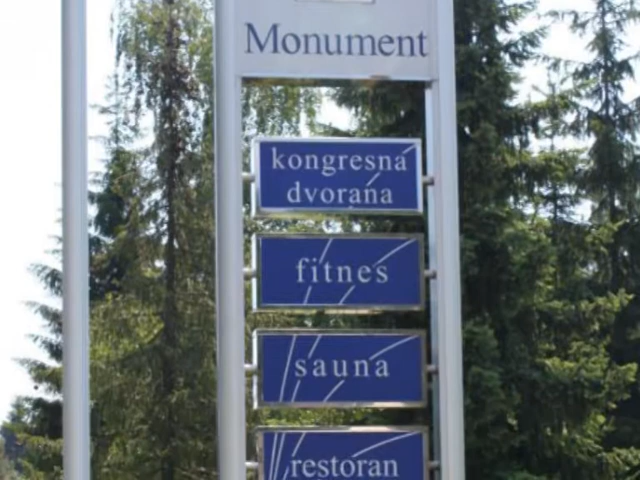 Monument
kongresna
dvorana
fitnes
sauna
restoran